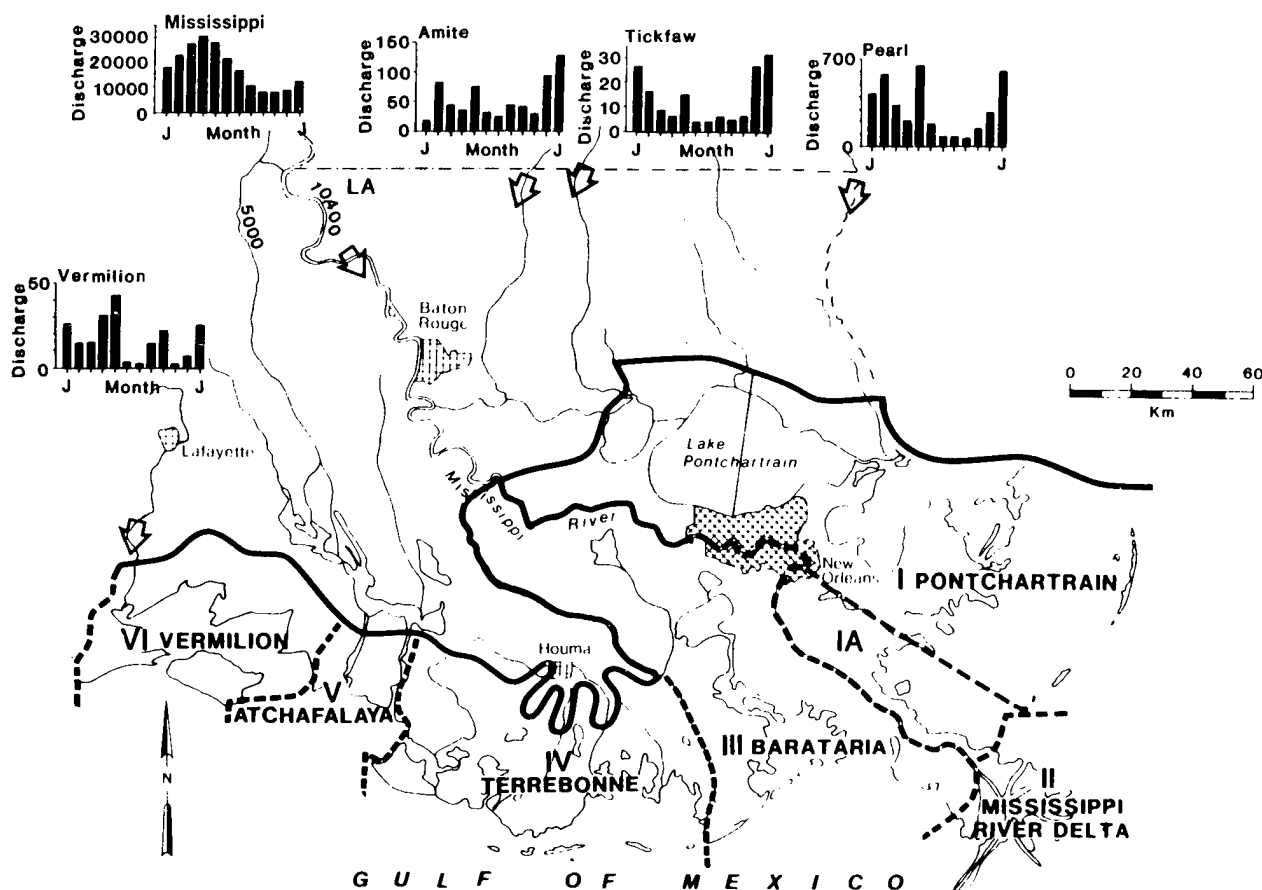 Mississippi
30000
20000
10000
0
Discharge
J Month J
Amite
150
100
50
0
Discharge
J Month J
Tickfaw
30
20
10
0
Discharge
J Month J
Pearl
700
0
Discharge
J Month J
LA
5000
10400
Vermilion
50
0
Discharge
J Month J
Baton
Rouge
0 20 40 60
Km
Lafayette
Lake
Pontchartrain
Mississippi
River
New
Orleans
I PONTCHARTRAIN
IA
VI VERMILION
Houma
V
ATCHAFALAYA
III BARATARIA
IV
TERREBONNE
II
MISSISSIPPI
RIVER DELTA
N
GULF OF MEXICO